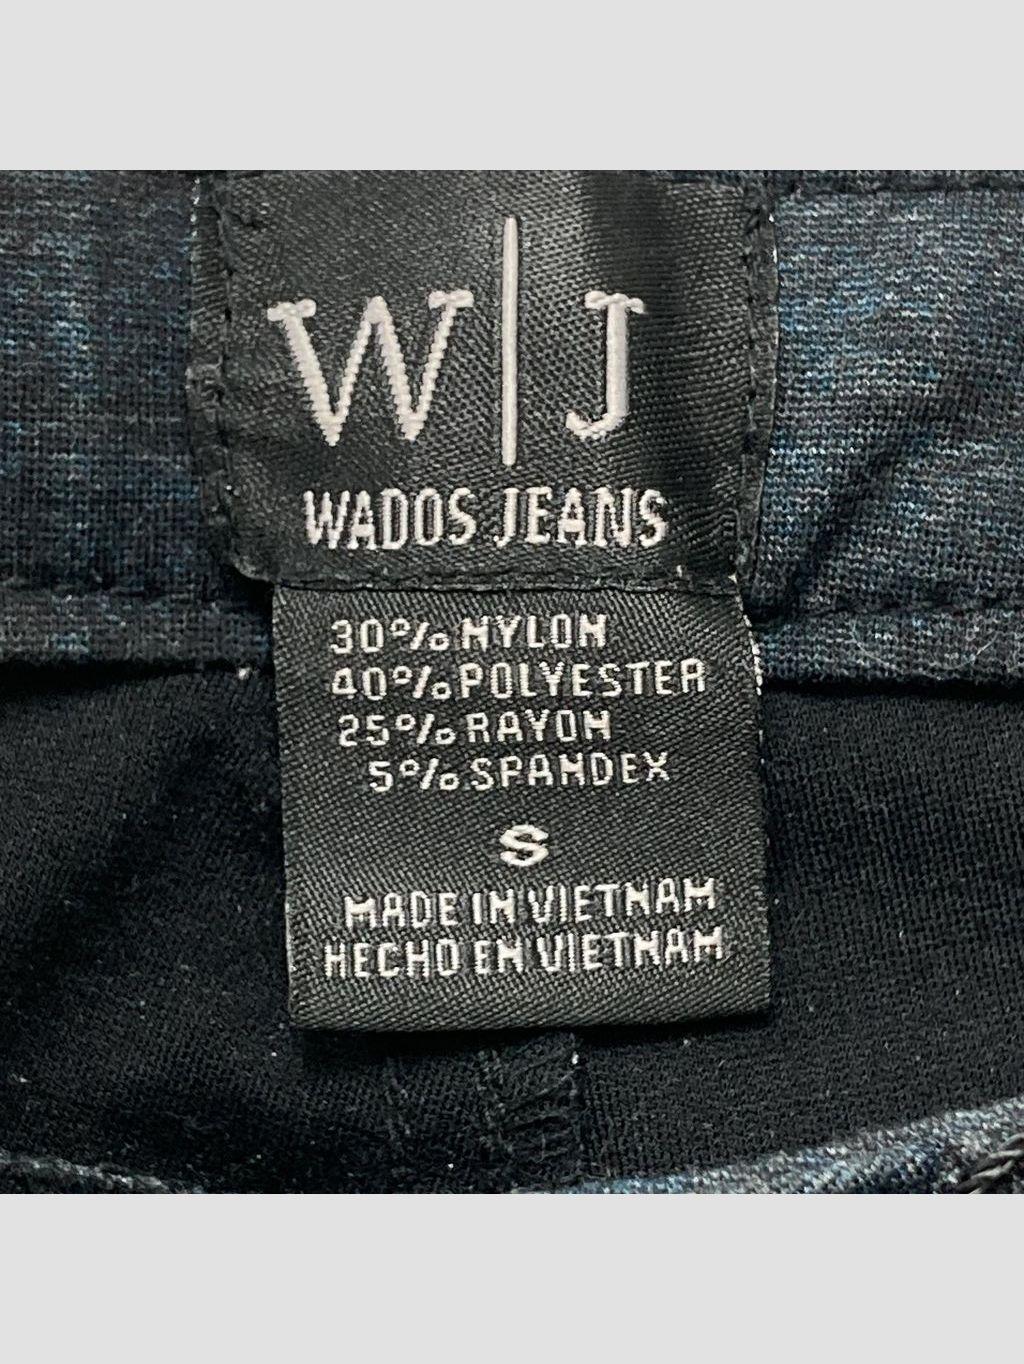 W|J
WADOS JEANS
30% NYLON
40% POLYESTER
25% RAYON
5% SPANDEX
S
MADE IN VIETNAM
HECHO EN VIETNAM